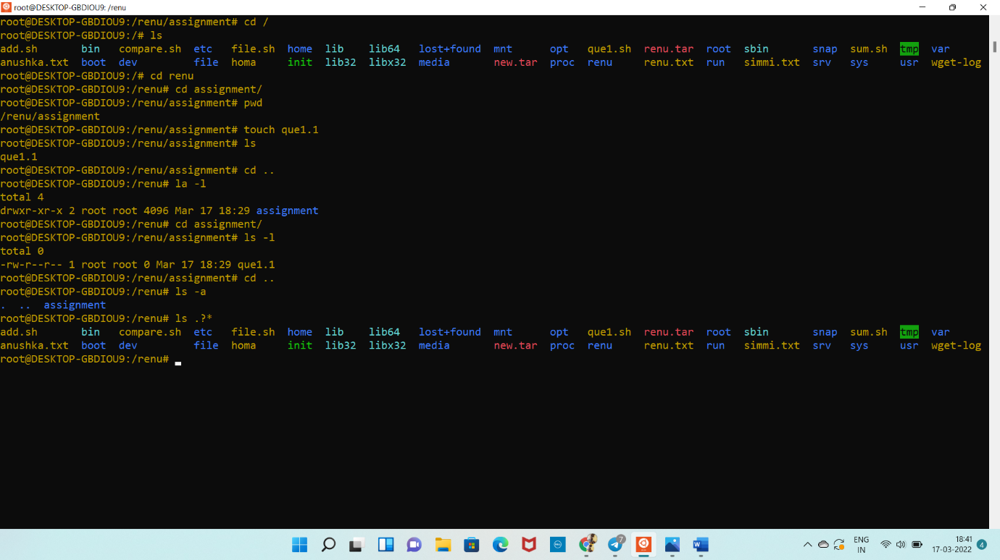 root@DESKTOP-GBDIOU9: /renu
root@DESKTOP-GBDIOU9:/renu/assignment# cd /
root@DESKTOP-GBDIOU9:/# ls
add.sh bin compare.sh etc file.sh home lib lib64 lost+found mnt opt que1.sh renu.tar root sbin snap sum.sh tmp var
anushka.txt boot dev file homa init lib32 libx32 media new.tar proc renu renu.txt run simmi.txt srv sys usr wget-log
root@DESKTOP-GBDIOU9:/# cd renu
root@DESKTOP-GBDIOU9:/renu# cd assignment/
root@DESKTOP-GBDIOU9:/renu/assignment# pwd
/renu/assignment
root@DESKTOP-GBDIOU9:/renu/assignment# touch que1.1
root@DESKTOP-GBDIOU9:/renu/assignment# ls
que1.1
root@DESKTOP-GBDIOU9:/renu/assignment# cd ..
root@DESKTOP-GBDIOU9:/renu# la -l
total 4
drwxr-xr-x 2 root root 4096 Mar 17 18:29 assignment
root@DESKTOP-GBDIOU9:/renu# cd assignment/
root@DESKTOP-GBDIOU9:/renu/assignment# ls -l
total 0
-rw-r--r-- 1 root root 0 Mar 17 18:29 que1.1
root@DESKTOP-GBDIOU9:/renu/assignment# cd ..
root@DESKTOP-GBDIOU9:/renu# ls -a
. .. assignment
root@DESKTOP-GBDIOU9:/renu# ls .?*
add.sh bin compare.sh etc file.sh home lib lib64 lost+found mnt opt que1.sh renu.tar root sbin snap sum.sh tmp var
anushka.txt boot dev file homa init lib32 libx32 media new.tar proc renu renu.txt run simmi.txt srv sys usr wget-log
root@DESKTOP-GBDIOU9:/renu#
7
ENG
IN
18:41
17-03-2022
4